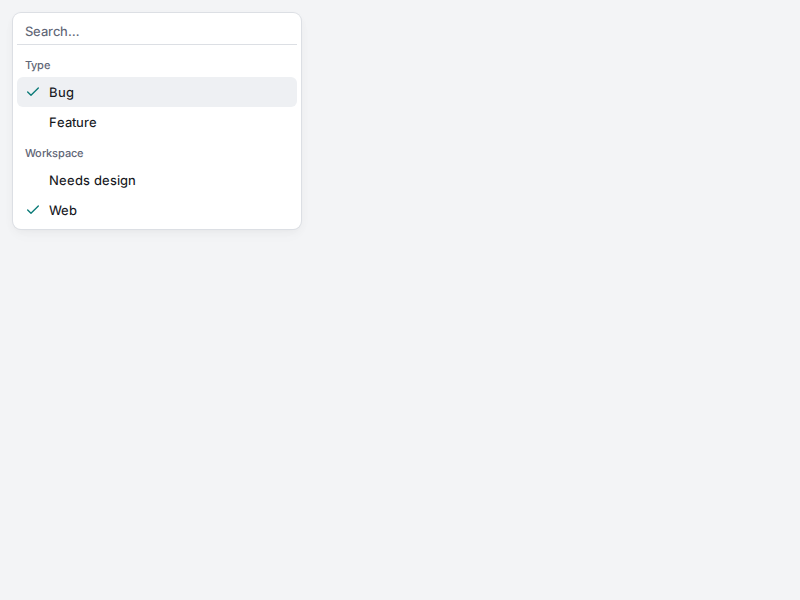 Search...
Type
Bug
Feature
Workspace
Needs design
Web